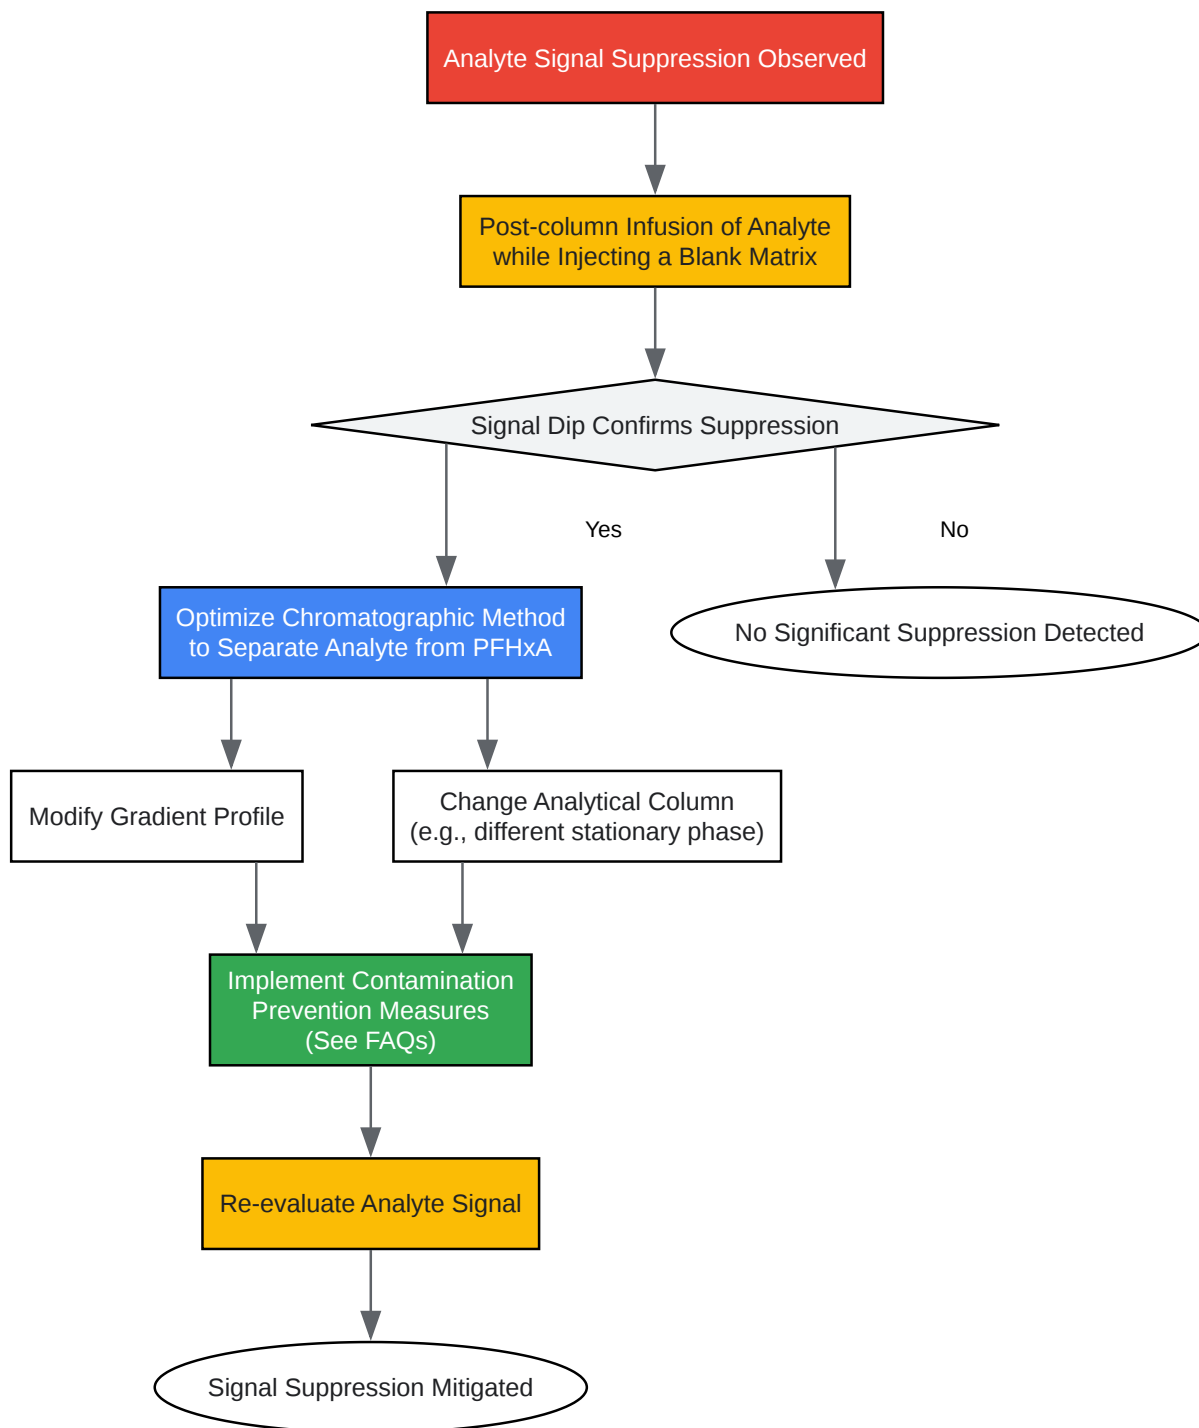 Analyte Signal Suppression Observed
Post-column Infusion of Analyte
while Injecting a Blank Matrix
Signal Dip Confirms Suppression
Yes
No
Optimize Chromatographic Method
to Separate Analyte from PFHxA
No Significant Suppression Detected
Modify Gradient Profile
Change Analytical Column
(e.g., different stationary phase)
Implement Contamination
Prevention Measures
(See FAQs)
Re-evaluate Analyte Signal
Signal Suppression Mitigated